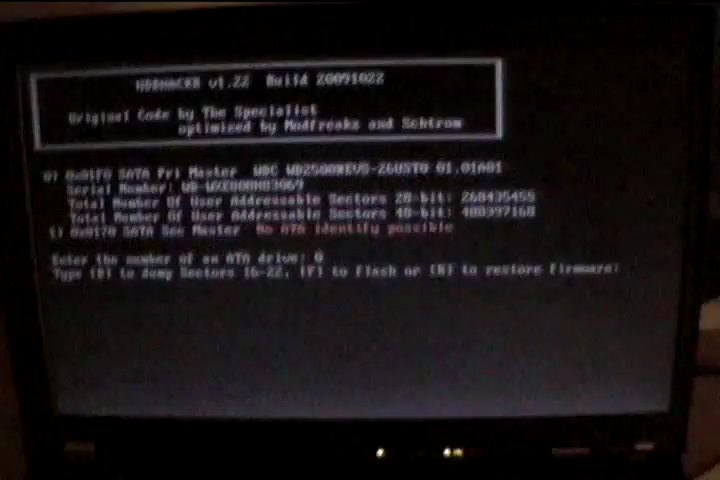 HDDHACKR v1.22 Build 20091022
Original Code by The Specialist
optimized by Modfreakz and Schtrom
0) 0x01F0 SATA Pri Master WDC WD2500BEVS-26UST0 01.01A01
Serial Number: WD-
Total Number Of User Addressable Sectors 28-bit: 268435455
Total Number Of User Addressable Sectors 48-bit: 488397168
1) 0x0170 SATA Sec Master No ATA identify possible
Enter the number of an ATA drive: 0
Type [D] to dump Sectors 16-22, [F] to flash or [R] to restore firmware: